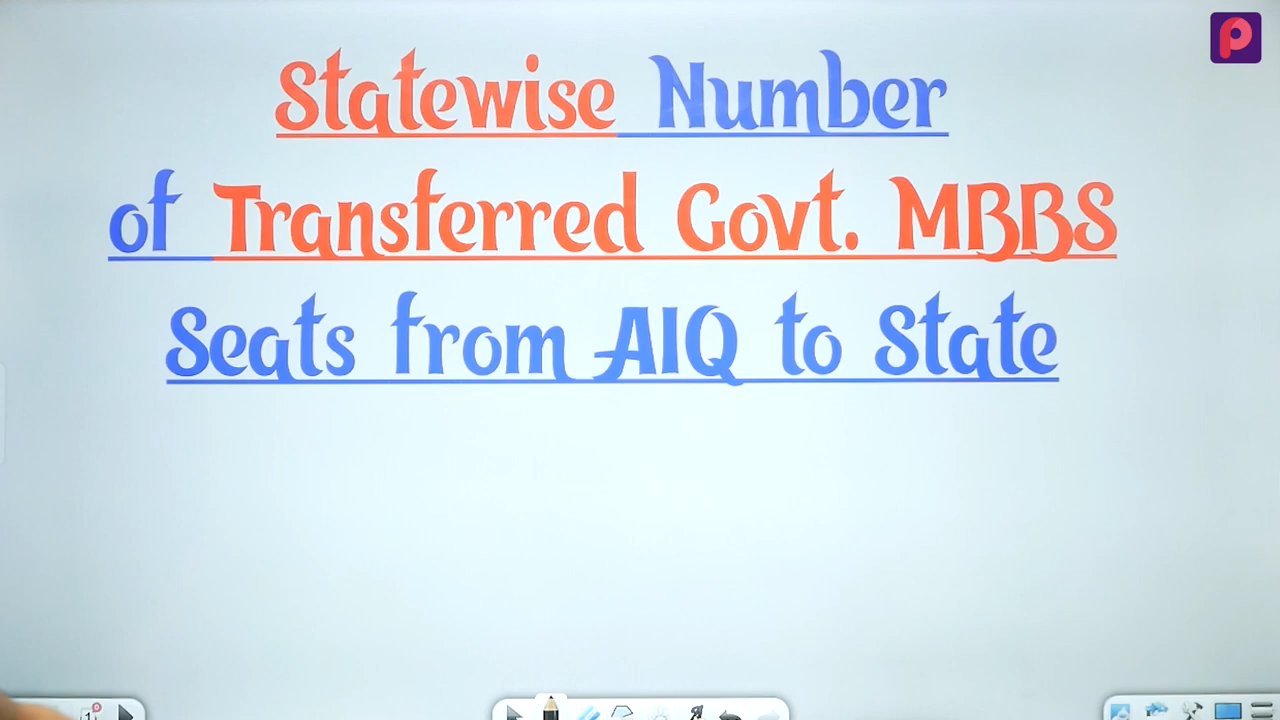 Statewise Number
of Transferred Govt. MBBS
Seats from AIQ to State